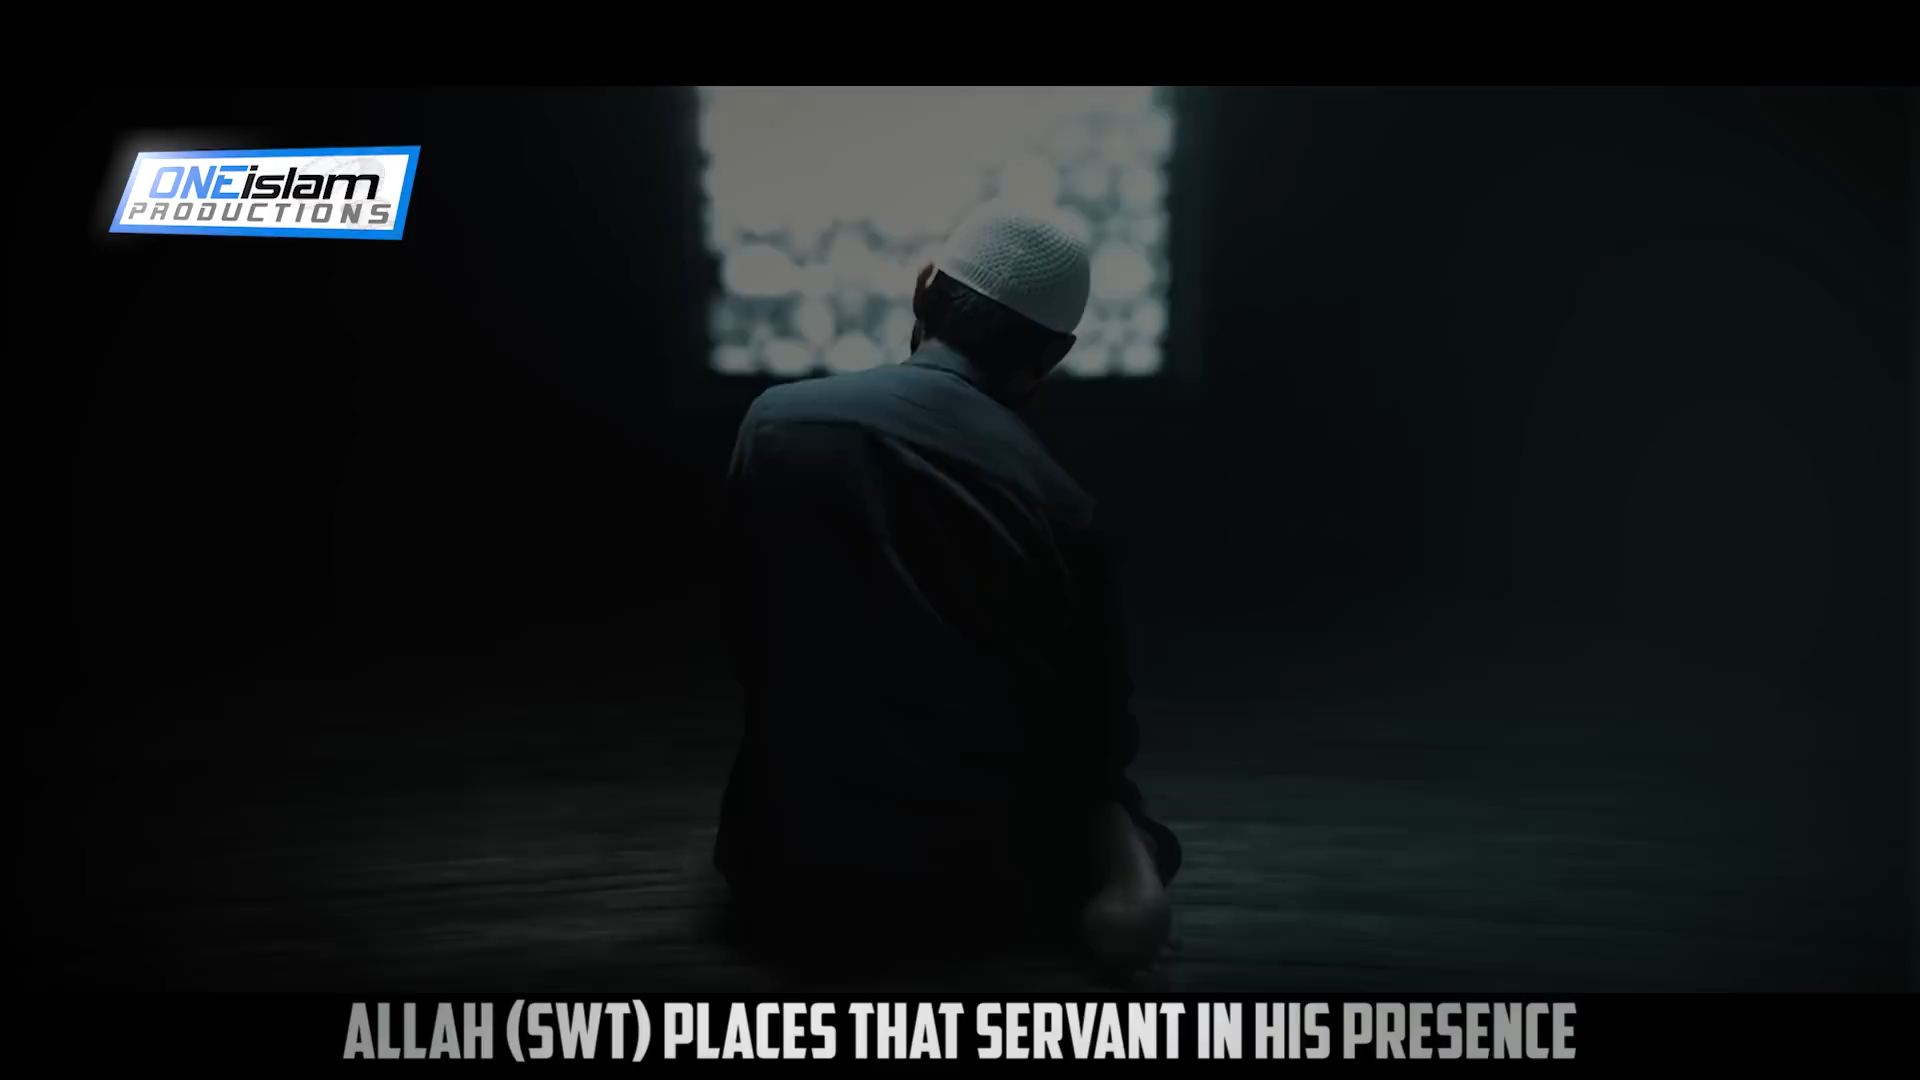 ONEislam
PRODUCTIONS
ALLAH (SWT) PLACES THAT SERVANT IN HIS PRESENCE